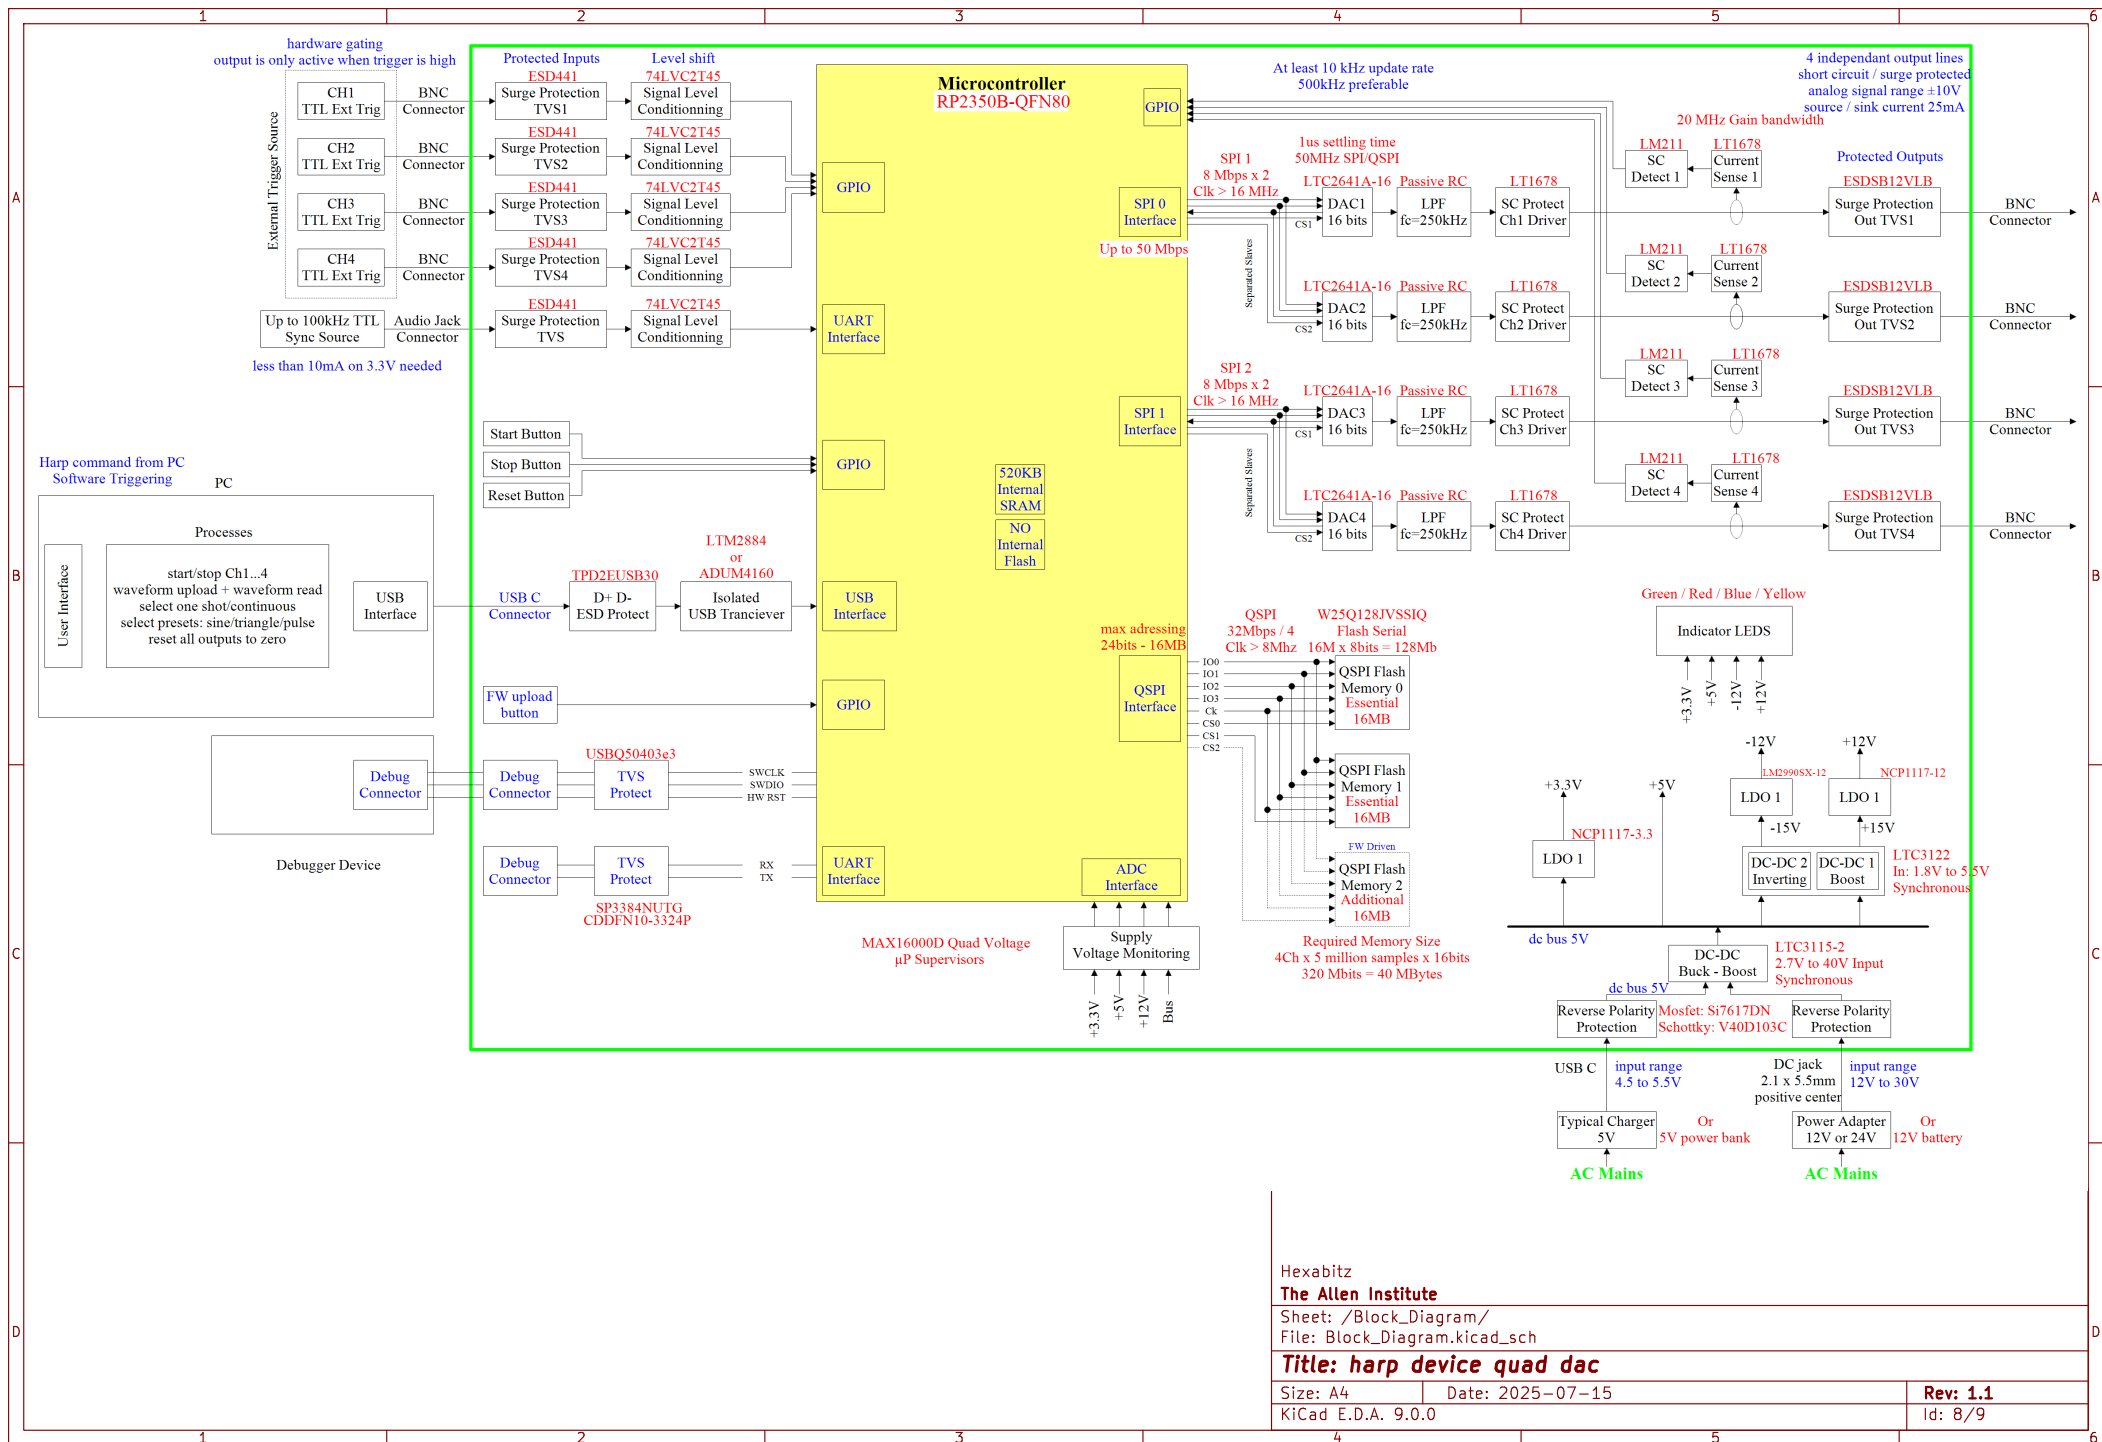 1 2 3 4 5 6
A
B
C
D
hardware gating
output is only active when trigger is high
External Trigger Source
CH1
TTL Ext Trig
BNC
Connector
CH2
TTL Ext Trig
BNC
Connector
CH3
TTL Ext Trig
BNC
Connector
CH4
TTL Ext Trig
BNC
Connector
Up to 100kHz TTL
Sync Source
Audio Jack
Connector
less than 10mA on 3.3V needed
Protected Inputs
ESD441
Surge Protection
TVS1
ESD441
Surge Protection
TVS2
ESD441
Surge Protection
TVS3
ESD441
Surge Protection
TVS4
ESD441
Surge Protection
TVS
Level shift
74LVC2T45
Signal Level
Conditionning
74LVC2T45
Signal Level
Conditionning
74LVC2T45
Signal Level
Conditionning
74LVC2T45
Signal Level
Conditionning
74LVC2T45
Signal Level
Conditionning
Start Button
Stop Button
Reset Button
Harp command from PC
Software Triggering
PC
User Interface
Processes
start/stop Ch1...4
waveform upload + waveform read
select one shot/continuous
select presets: sine/triangle/pulse
reset all outputs to zero
USB
Interface
USB C
Connector
TPD2EUSB30
D+ D-
ESD Protect
LTM2884
or
ADUM4160
Isolated
USB Tranciever
FW upload
button
Debug
Connector
Debugger Device
Debug
Connector
USBQ50403e3
TVS
Protect
SWCLK
SWDIO
HW RST
Debug
Connector
TVS
Protect
SP3384NUTG
CDDFN10-3324P
RX
TX
Microcontroller
RP2350B-QFN80
GPIO
UART
Interface
GPIO
USB
Interface
GPIO
UART
Interface
520KB
Internal
SRAM
NO
Internal
Flash
GPIO
SPI 0
Interface
Up to 50 Mbps
SPI 1
Interface
max adressing
24bits - 16MB
QSPI
Interface
ADC
Interface
MAX16000D Quad Voltage
µP Supervisors
Supply
Voltage Monitoring
+3.3V
+5V
+12V
Bus
At least 10 kHz update rate
500kHz preferable
SPI 1
8 Mbps x 2
Clk > 16 MHz
1us settling time
50MHz SPI/QSPI
LTC2641A-16
DAC1
16 bits
CS1
Passive RC
LPF
fc=250kHz
LT1678
SC Protect
Ch1 Driver
Separated Slaves
LTC2641A-16
DAC2
16 bits
CS2
Passive RC
LPF
fc=250kHz
LT1678
SC Protect
Ch2 Driver
SPI 2
8 Mbps x 2
Clk > 16 MHz
LTC2641A-16
DAC3
16 bits
CS1
Passive RC
LPF
fc=250kHz
LT1678
SC Protect
Ch3 Driver
Separated Slaves
LTC2641A-16
DAC4
16 bits
CS2
Passive RC
LPF
fc=250kHz
LT1678
SC Protect
Ch4 Driver
4 independant output lines
short circuit / surge protected
analog signal range ±10V
source / sink current 25mA
20 MHz Gain bandwidth
LM211
SC
Detect 1
LT1678
Current
Sense 1
LM211
SC
Detect 2
LT1678
Current
Sense 2
LM211
SC
Detect 3
LT1678
Current
Sense 3
LM211
SC
Detect 4
LT1678
Current
Sense 4
Protected Outputs
ESDSB12VLB
Surge Protection
Out TVS1
BNC
Connector
ESDSB12VLB
Surge Protection
Out TVS2
BNC
Connector
ESDSB12VLB
Surge Protection
Out TVS3
BNC
Connector
ESDSB12VLB
Surge Protection
Out TVS4
BNC
Connector
QSPI
32Mbps / 4
Clk > 8Mhz
W25Q128JVSSIQ
Flash Serial
16M x 8bits = 128Mb
IO0
IO1
IO2
IO3
Ck
CS0
CS1
CS2
QSPI Flash
Memory 0
Essential
16MB
QSPI Flash
Memory 1
Essential
16MB
FW Driven
QSPI Flash
Memory 2
Additional
16MB
Required Memory Size
4Ch x 5 million samples x 16bits
320 Mbits = 40 MBytes
Green / Red / Blue / Yellow
Indicator LEDS
+3.3V
+5V
-12V
+12V
+3.3V
NCP1117-3.3
LDO 1
+5V
-12V
LM2990SX-12
LDO 1
-15V
+12V
NCP1117-12
LDO 1
+15V
DC-DC 2
Inverting
DC-DC 1
Boost
LTC3122
In: 1.8V to 5.5V
Synchronous
dc bus 5V
DC-DC
Buck - Boost
LTC3115-2
2.7V to 40V Input
Synchronous
dc bus 5V
Reverse Polarity
Protection
Mosfet: Si7617DN
Schottky: V40D103C
Reverse Polarity
Protection
USB C
input range
4.5 to 5.5V
DC jack
2.1 x 5.5mm
positive center
input range
12V to 30V
Typical Charger
5V
Or
5V power bank
Power Adapter
12V or 24V
Or
12V battery
AC Mains
AC Mains
Hexabitz
The Allen Institute
Sheet: /Block_Diagram/
File: Block_Diagram.kicad_sch
Title: harp device quad dac
Size: A4
Date: 2025-07-15
Rev: 1.1
KiCad E.D.A. 9.0.0
Id: 8/9
A
B
C
D
1 2 3 4 5 6